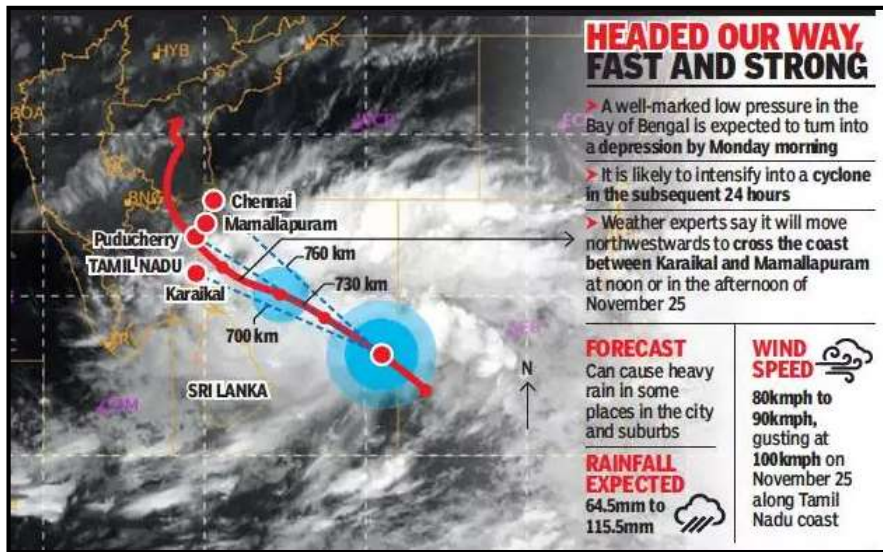 HYB
VSK
BNG
Chennai
Mamallapuram
Puducherry
760 km
TAMIL NADU
730 km
Karaikal
700 km
SRI LANKA
N
HEADED OUR WAY,
FAST AND STRONG
➤ A well-marked low pressure in the
Bay of Bengal is expected to turn into
a depression by Monday morning
➤ It is likely to intensify into a cyclone
in the subsequent 24 hours
➤ Weather experts say it will move
northwestwards to cross the coast
between Karaikal and Mamallapuram
at noon or in the afternoon of
November 25
FORECAST
Can cause heavy
rain in some
places in the city
and suburbs
RAINFALL
EXPECTED
64.5mm to
115.5mm
WIND
SPEED
80kmph to
90kmph,
gusting at
100kmph on
November 25
along Tamil
Nadu coast